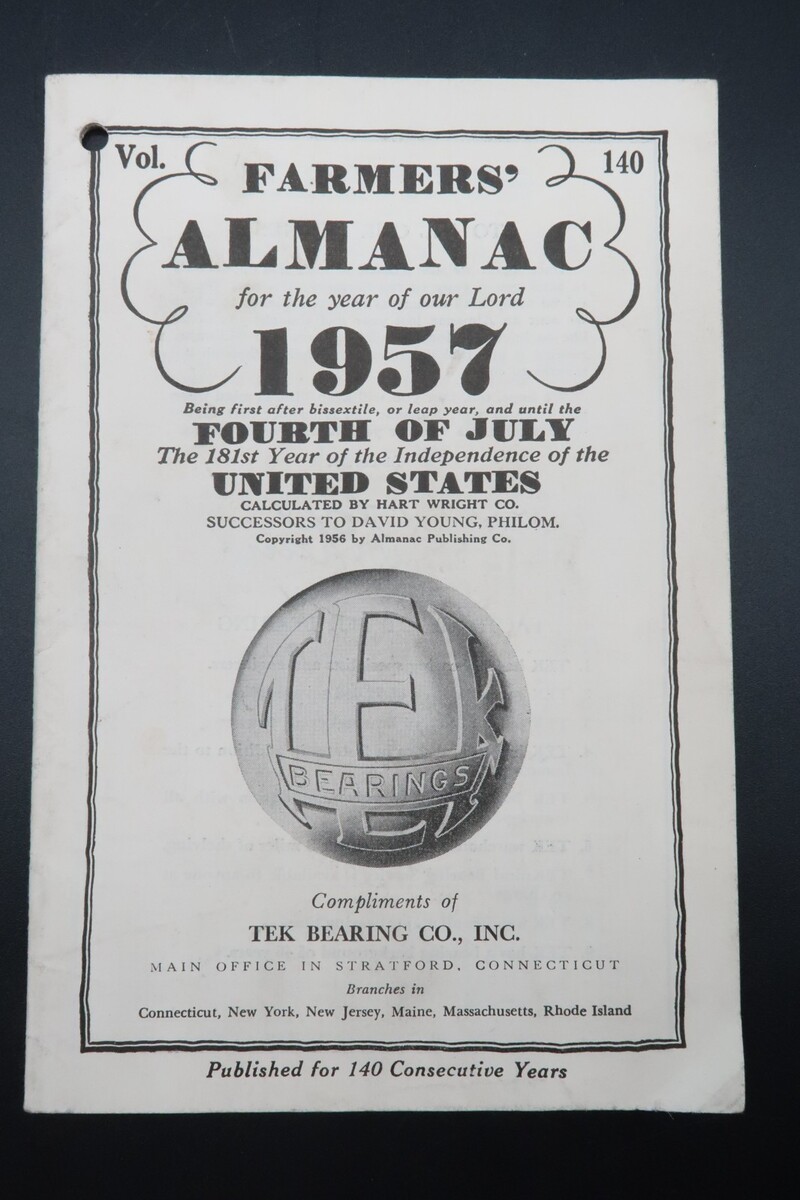 Vol. 140
FARMERS'
ALMANAC
for the year of our Lord
1957
Being first after bissextile, or leap year, and until the
FOURTH OF JULY
The 181st Year of the Independence of the
UNITED STATES
CALCULATED BY HART WRIGHT CO.
SUCCESSORS TO DAVID YOUNG, PHILOM.
Copyright 1956 by Almanac Publishing Co.
TEK
BEARINGS
Compliments of
TEK BEARING CO., INC.
MAIN OFFICE IN STRATFORD, CONNECTICUT
Branches in
Connecticut, New York, New Jersey, Maine, Massachusetts, Rhode Island
Published for 140 Consecutive Years